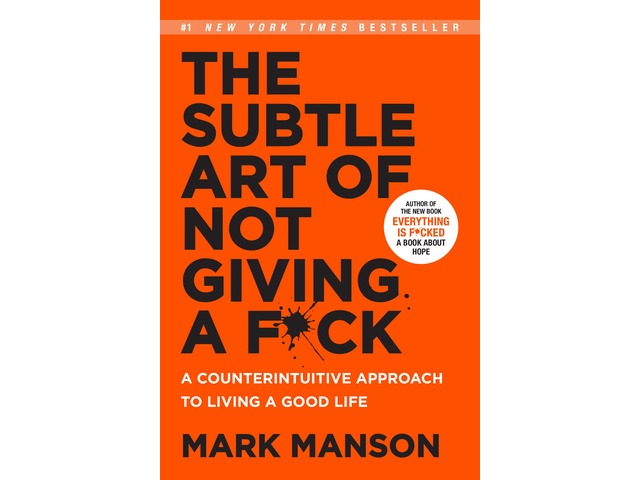 #1 NEW YORK TIMES BESTSELLER
THE
SUBTLE
ART OF
NOT
GIVING
A F*CK
AUTHOR OF
THE NEW BOOK
EVERYTHING
IS F*CKED
A BOOK ABOUT
HOPE
A COUNTERINTUITIVE APPROACH
TO LIVING A GOOD LIFE
MARK MANSON